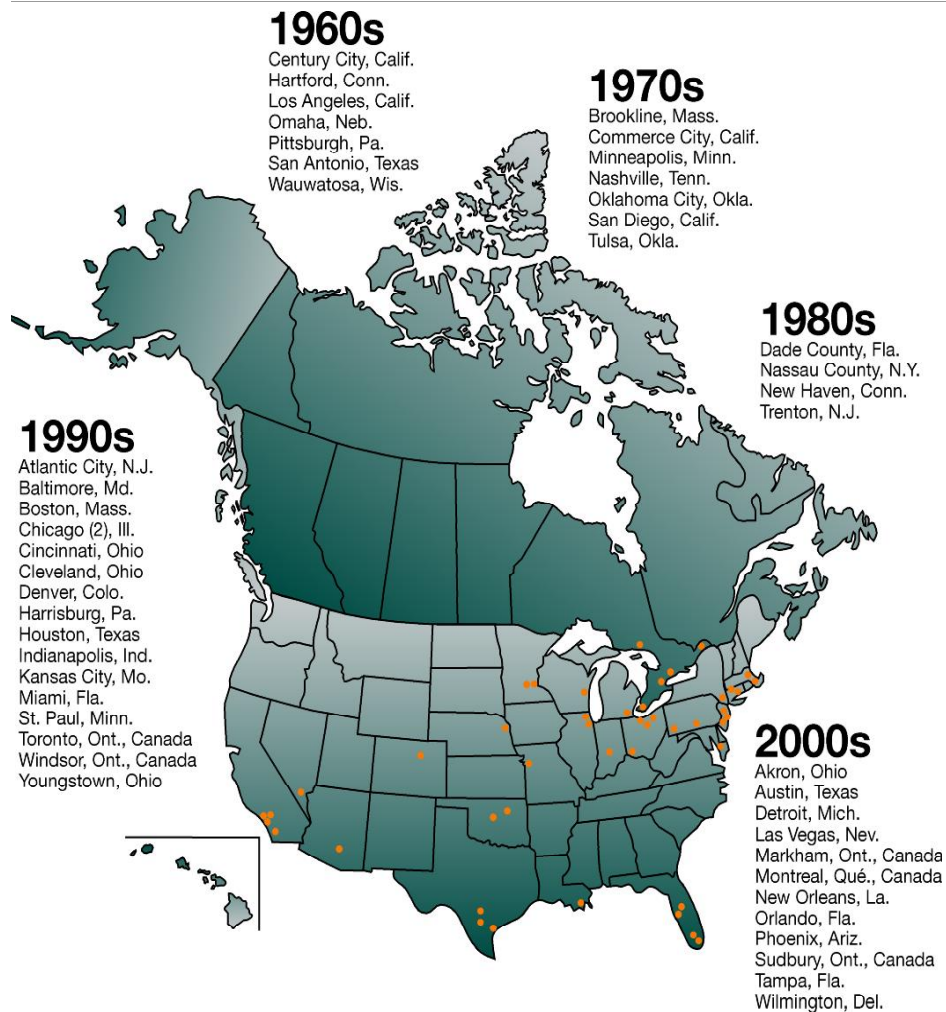 1960s
Century City, Calif.
Hartford, Conn.
Los Angeles, Calif.
Omaha, Neb.
Pittsburgh, Pa.
San Antonio, Texas
Wauwatosa, Wis.
1970s
Brookline, Mass.
Commerce City, Calif.
Minneapolis, Minn.
Nashville, Tenn.
Oklahoma City, Okla.
San Diego, Calif.
Tulsa, Okla.
1980s
Dade County, Fla.
Nassau County, N.Y.
New Haven, Conn.
Trenton, N.J.
1990s
Atlantic City, N.J.
Baltimore, Md.
Boston, Mass.
Chicago (2), Ill.
Cincinnati, Ohio
Cleveland, Ohio
Denver, Colo.
Harrisburg, Pa.
Houston, Texas
Indianapolis, Ind.
Kansas City, Mo.
Miami, Fla.
St. Paul, Minn.
Toronto, Ont., Canada
Windsor, Ont., Canada
Youngstown, Ohio
2000s
Akron, Ohio
Austin, Texas
Detroit, Mich.
Las Vegas, Nev.
Markham, Ont., Canada
Montreal, Qué., Canada
New Orleans, La.
Orlando, Fla.
Phoenix, Ariz.
Sudbury, Ont., Canada
Tampa, Fla.
Wilmington, Del.